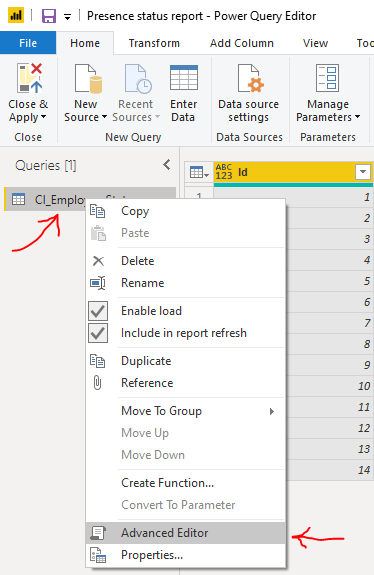 Presence status report - Power Query Editor
File Home Transform Add Column View To
Close & Apply
New Source
Recent Sources
Enter Data
Data source settings
Manage Parameters
Close New Query Data Sources Parameters
Queries [1]
ABC 123 Id
CI_Emplo
1
1
Copy
2
Paste
3
4
Delete
5
Rename
6
Enable load
7
Include in report refresh
8
Duplicate
9
Reference
10
Move To Group
11
Move Up
12
Move Down
13
Create Function...
14
Convert To Parameter
Advanced Editor
Properties...